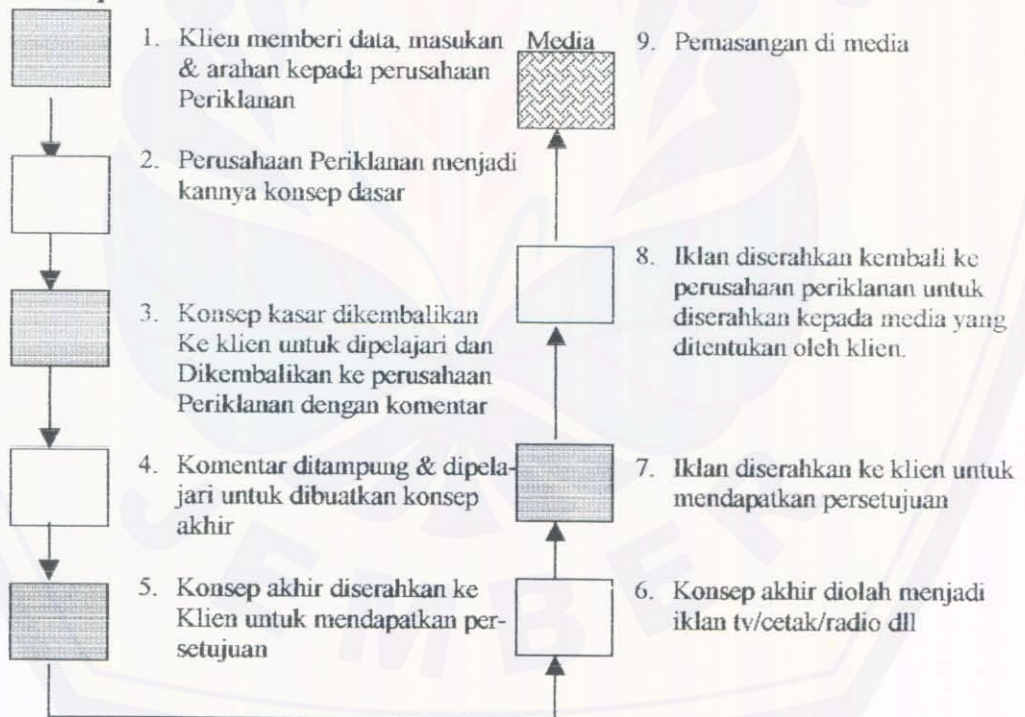 1. Klien memberi data, masukan
& arahan kepada perusahaan
Periklanan
2. Perusahaan Periklanan menjadi
kannya konsep dasar
3. Konsep kasar dikembalikan
Ke klien untuk dipelajari dan
Dikembalikan ke perusahaan
Periklanan dengan komentar
4. Komentar ditampung & dipela-
jari untuk dibuatkan konsep
akhir
5. Konsep akhir diserahkan ke
Klien untuk mendapatkan per-
setujuan
6. Konsep akhir diolah menjadi
iklan tv/cetak/radio dll
7. Iklan diserahkan ke klien untuk
mendapatkan persetujuan
8. Iklan diserahkan kembali ke
perusahaan periklanan untuk
diserahkan kepada media yang
ditentukan oleh klien.
Media
9. Pemasangan di media
JEMBER